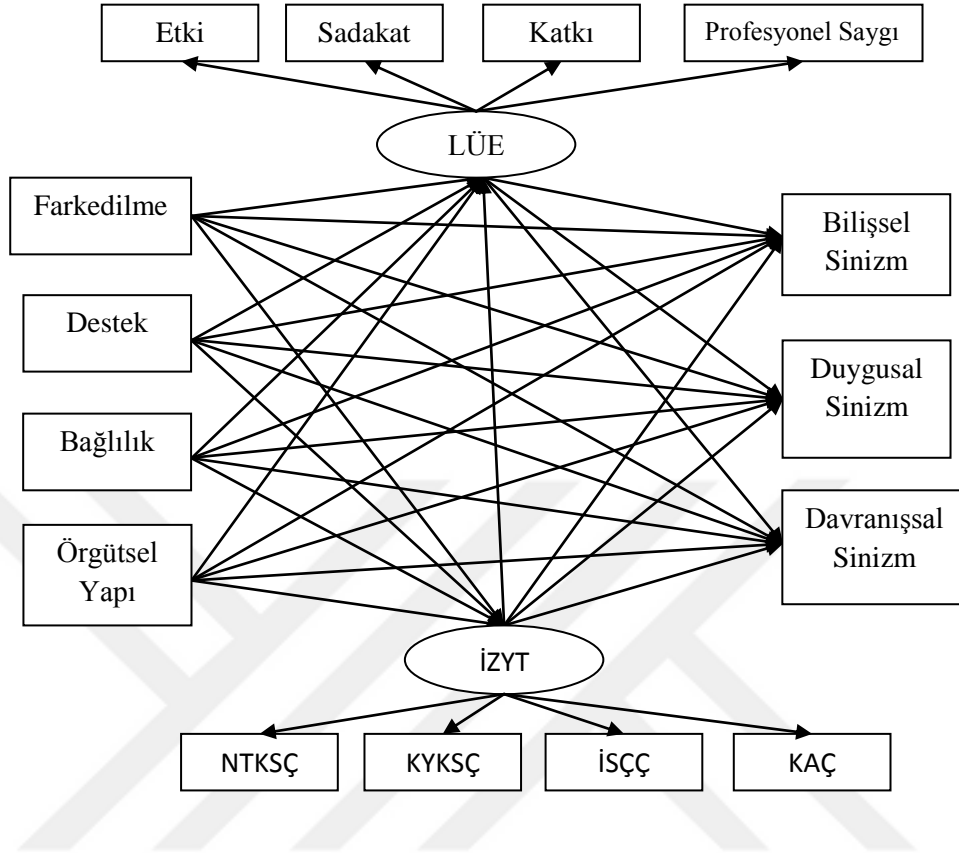 Etki
Sadakat
Katkı
Profesyonel Saygı
LÜE
Farkedilme
Destek
Bağlılık
Örgütsel
Yapı
Bilişsel
Sinizm
Duygusal
Sinizm
Davranışsal
Sinizm
İZYT
NTKSÇ
KYKSÇ
İSÇÇ
KAÇ